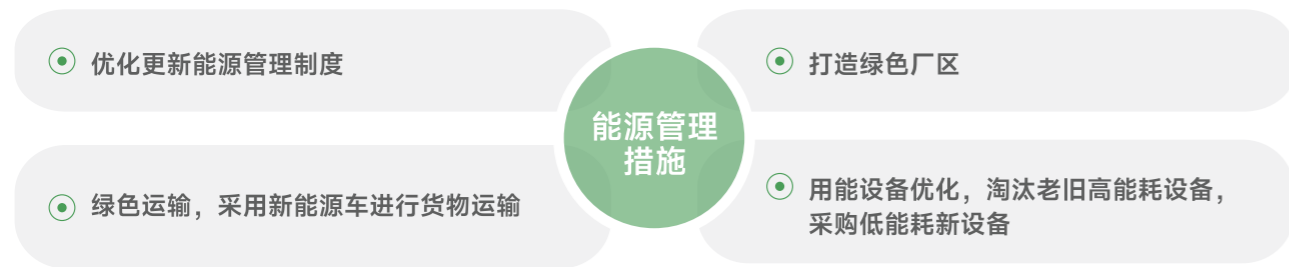 优化更新能源管理制度
打造绿色厂区
能源管理
措施
绿色运输，采用新能源车进行货物运输
用能设备优化，淘汰老旧高能耗设备，
采购低能耗新设备